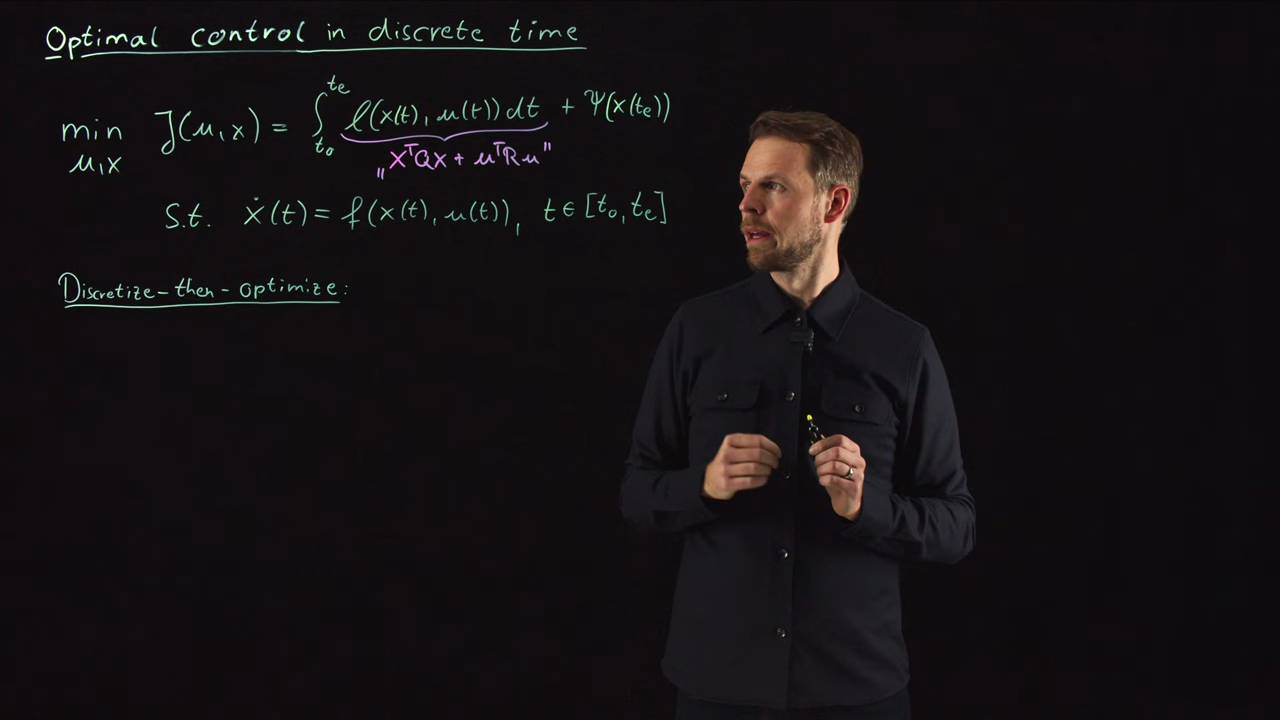 Optimal control in discrete time
min J(u,x) = ∫ l(x(t), u(t)) dt + Ψ(x(te))
u,x t0 te
„xᵀQx + uᵀRu"
s.t. ẋ(t) = f(x(t), u(t)), t ∈ [t0, te]
Discretize-then-optimize: